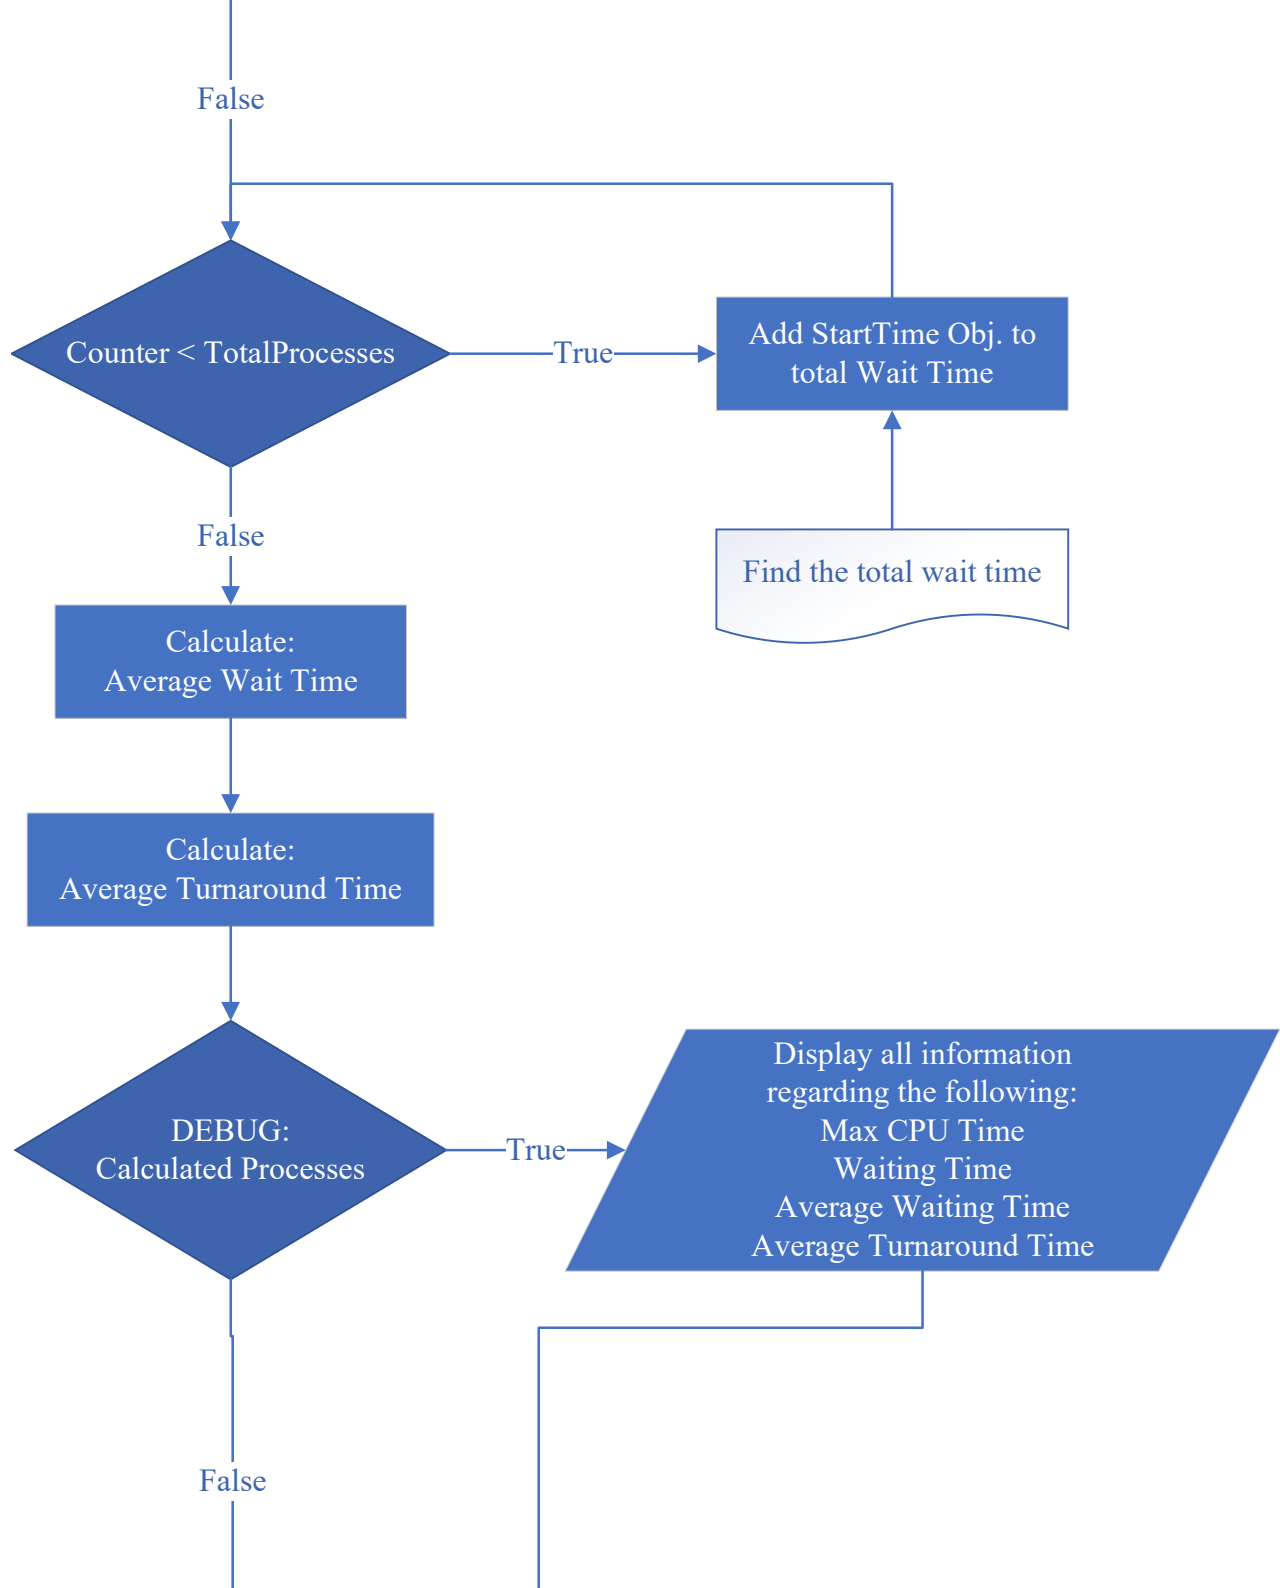 False
Counter < TotalProcesses
True
Add StartTime Obj. to
total Wait Time
False
Find the total wait time
Calculate:
Average Wait Time
Calculate:
Average Turnaround Time
DEBUG:
Calculated Processes
True
Display all information
regarding the following:
Max CPU Time
Waiting Time
Average Waiting Time
Average Turnaround Time
False